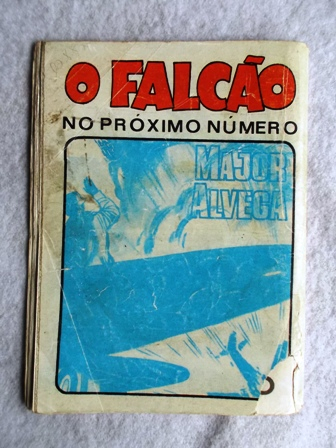 O FALCÃO
NO PRÓXIMO NÚMERO
MAJOR
ALVEGA